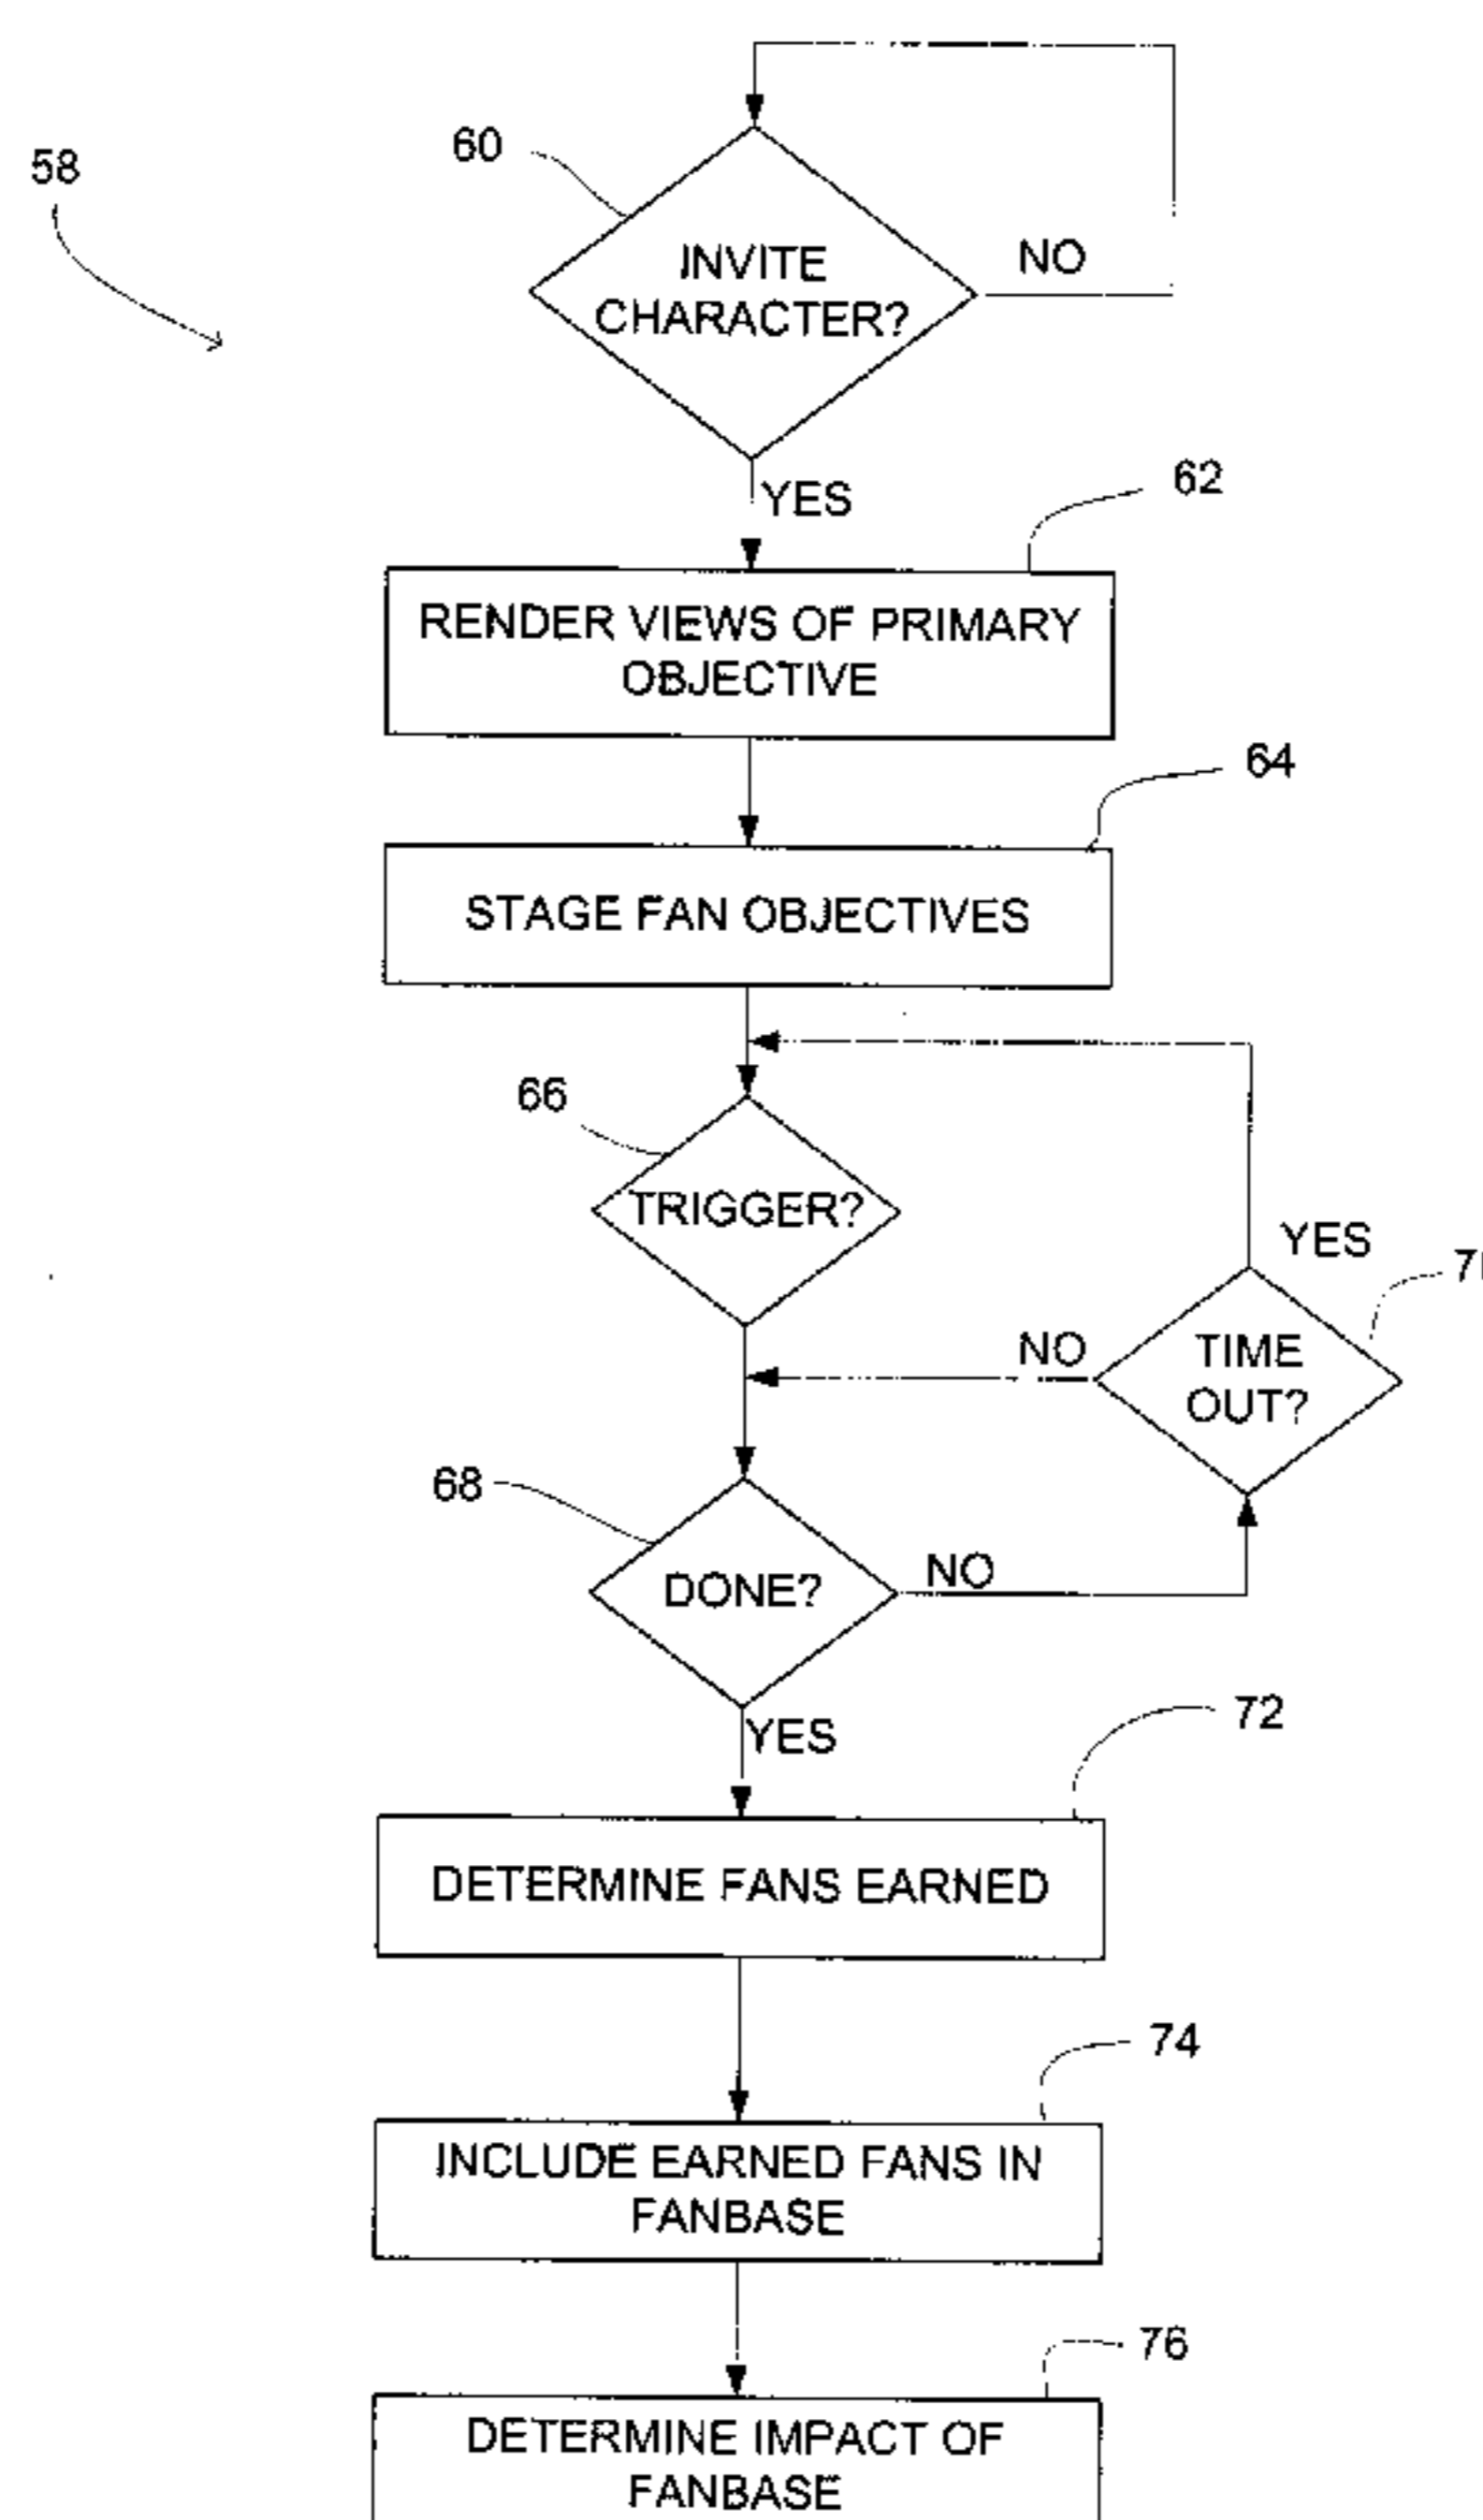 58
60
INVITE
CHARACTER?
NO
YES
62
RENDER VIEWS OF PRIMARY
OBJECTIVE
64
STAGE FAN OBJECTIVES
66
TRIGGER?
YES
NO
TIME
OUT?
68
DONE?
NO
YES
72
DETERMINE FANS EARNED
74
INCLUDE EARNED FANS IN
FANBASE
76
DETERMINE IMPACT OF
FANBASE